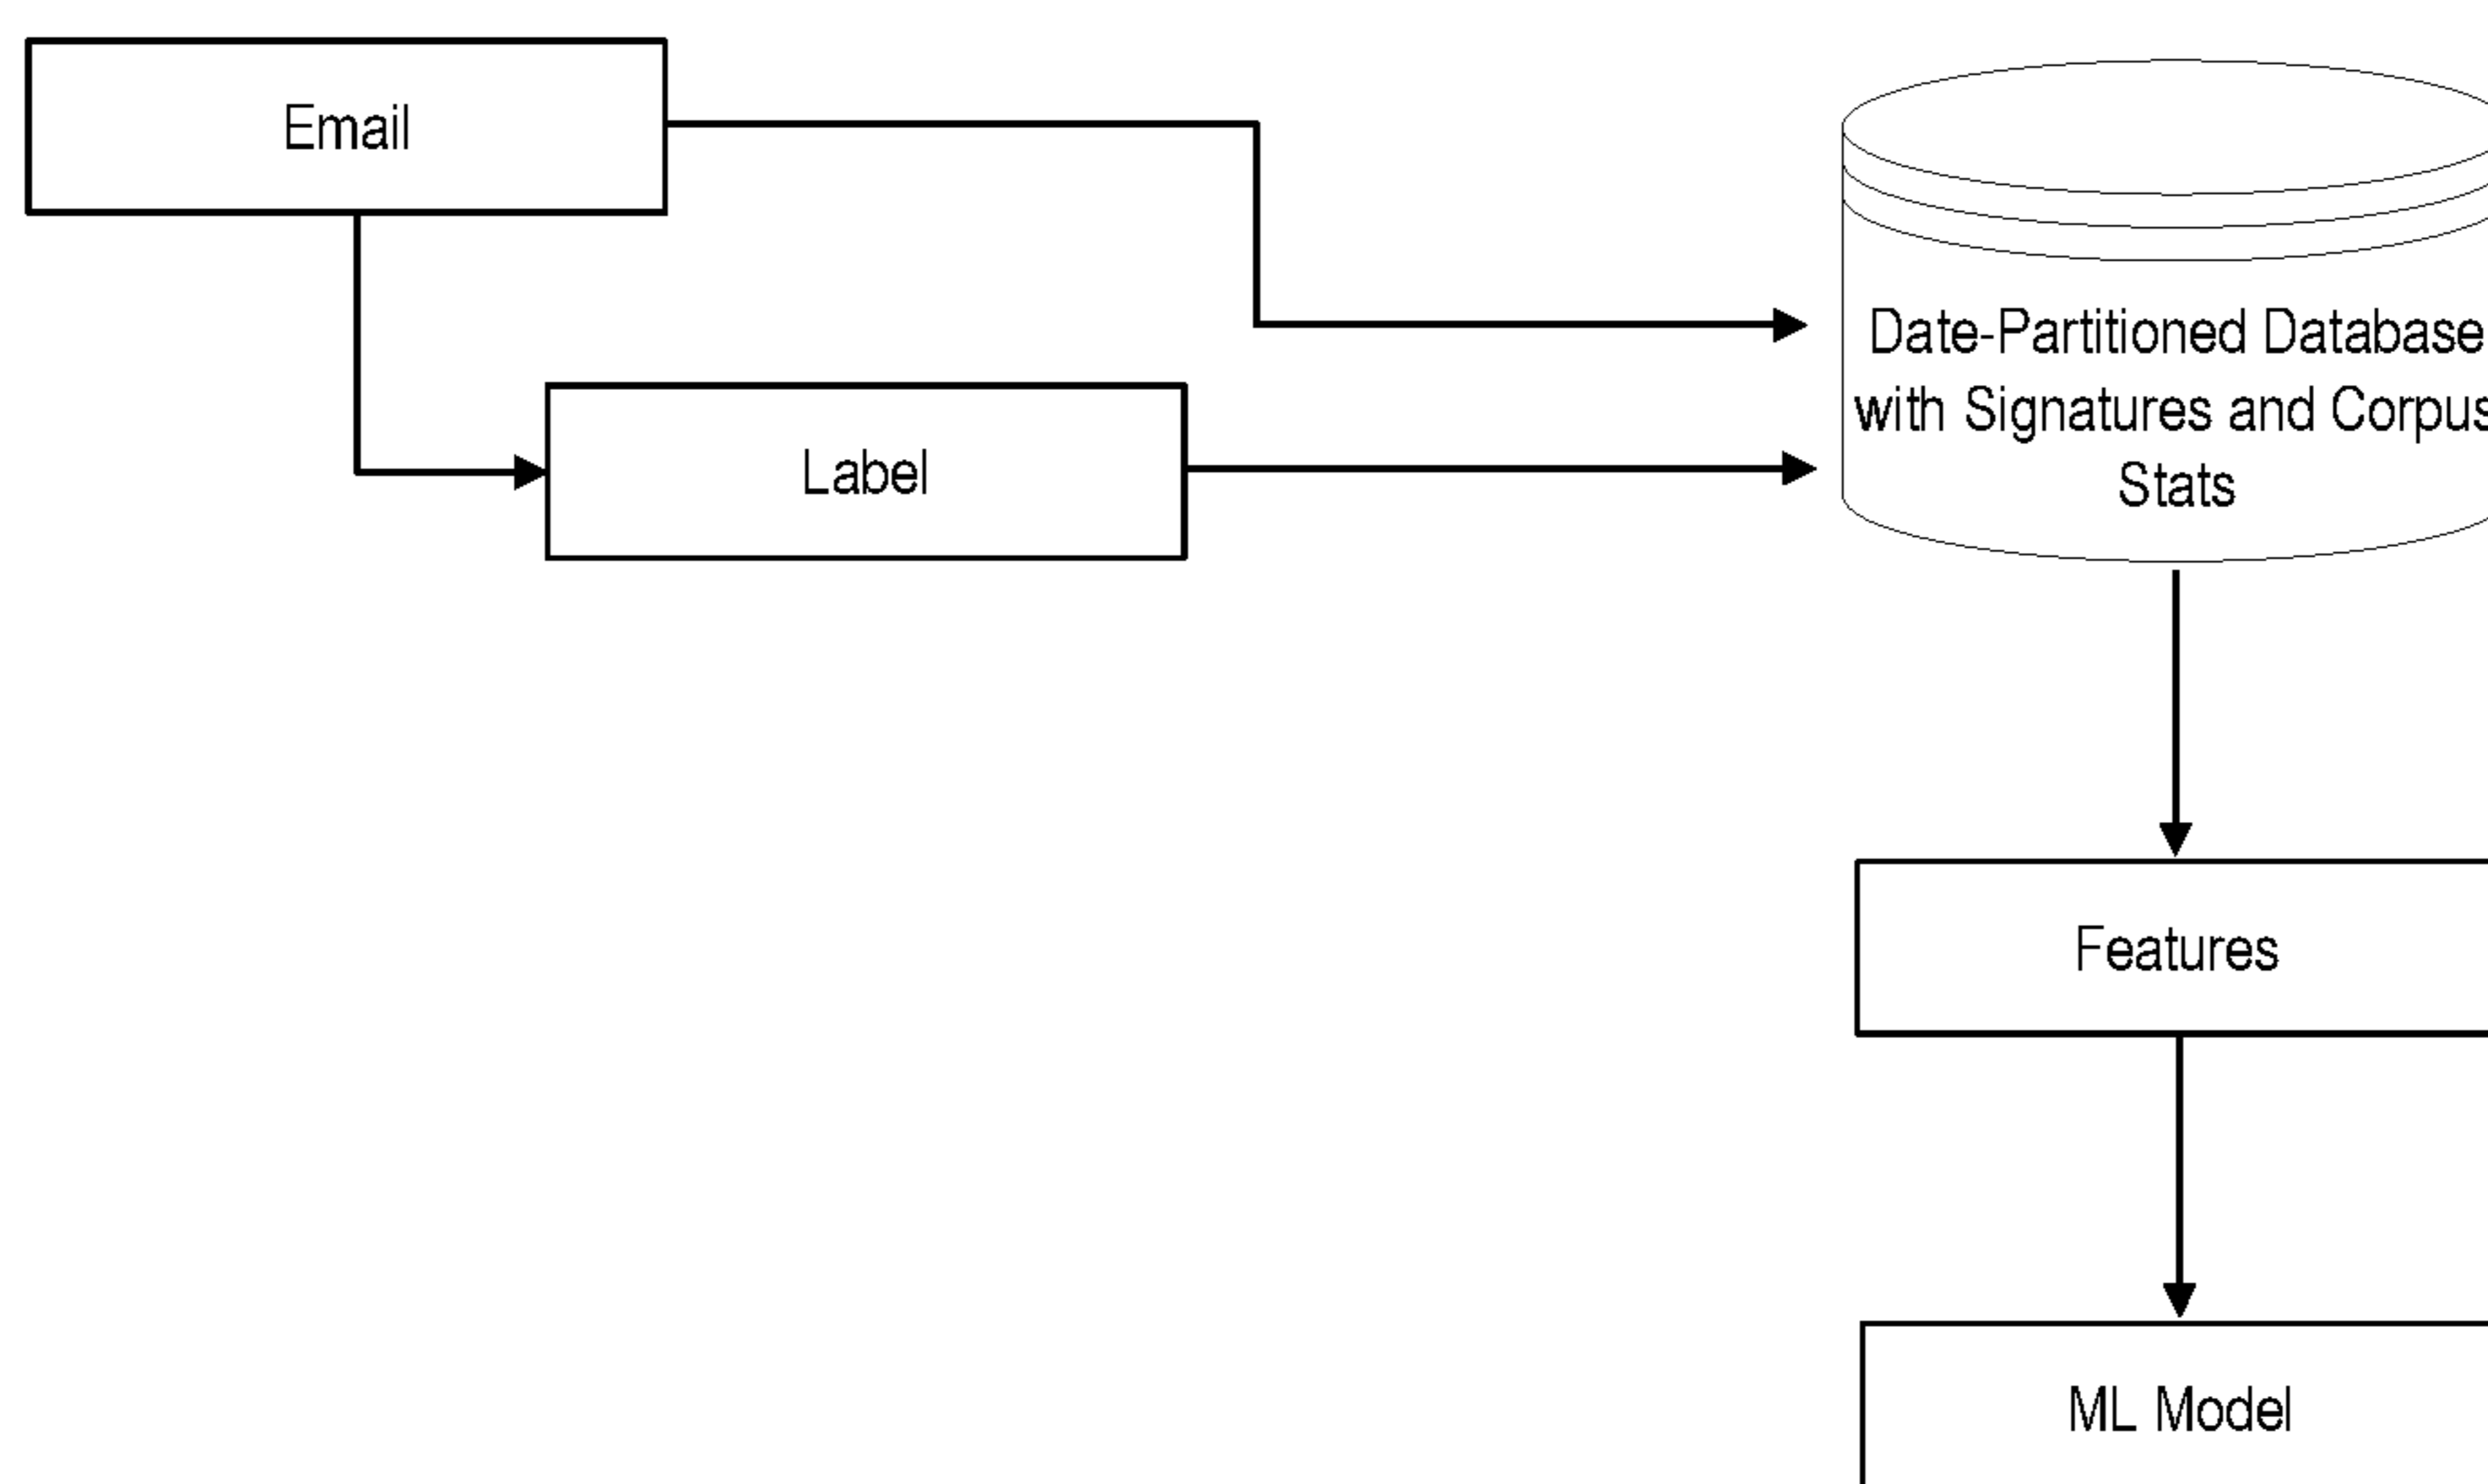 Email
Date-Partitioned Database
with Signatures and Corpus
Stats
Label
Features
ML Model